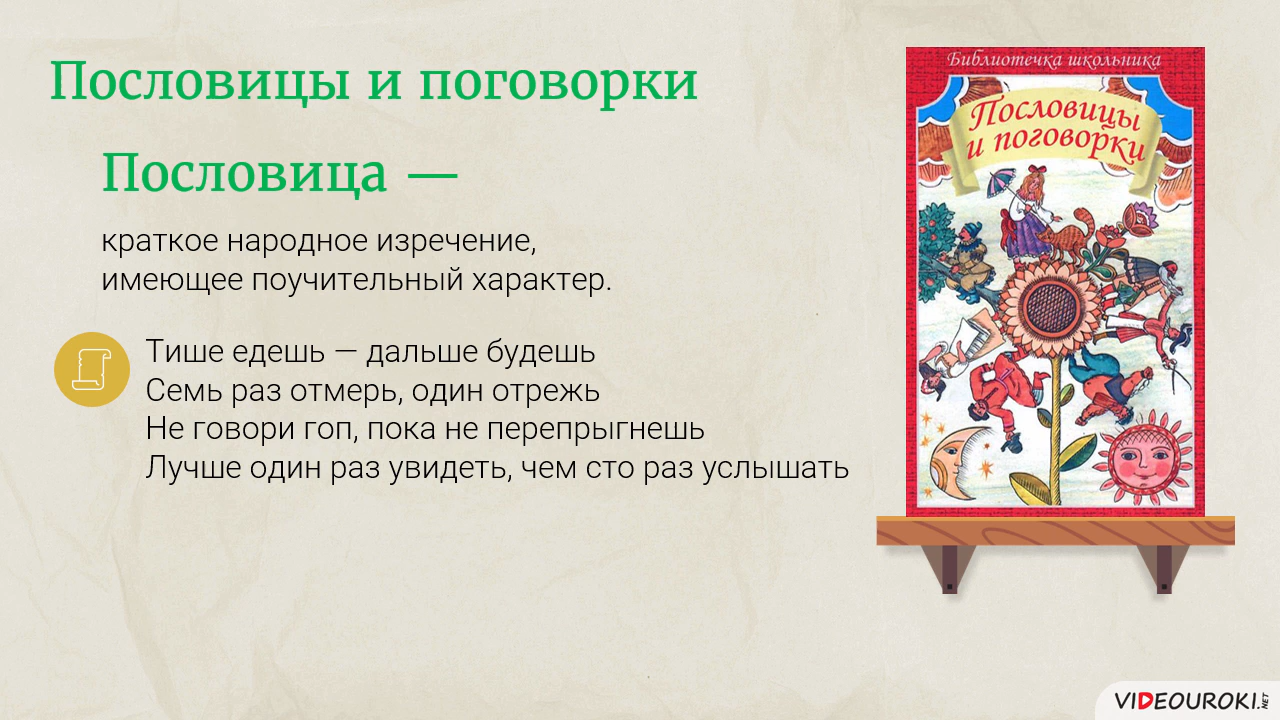 Пословицы и поговорки
Пословица —
краткое народное изречение,
имеющее поучительный характер.
Тише едешь — дальше будешь
Семь раз отмерь, один отрежь
Не говори гоп, пока не перепрыгнешь
Лучше один раз увидеть, чем сто раз услышать
Библиотечка школьника
Пословицы
и поговорки
VIDEOUROKI.NET